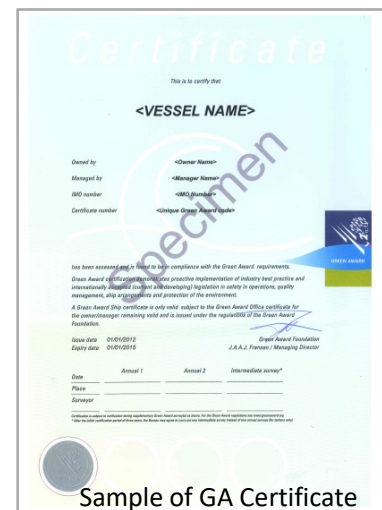 Certificate
This is to certify that
<VESSEL NAME>
Owned by <Owner Name>
Managed by <Manager Name>
IMO number <IMO Number>
Certificate number <Unique Green Award code>
Specimen
GREEN AWARD
has been assessed and is found to be in compliance with the Green Award requirements.
Green Award certification demonstrates proactive implementation of industry best practice and
internationally accepted (current and developing) legislation in safety in operations, quality
management, ship arrangements and protection of the environment.
A Green Award Ship certificate is only valid subject to the Green Award Office certificate for
the owner/manager remaining valid and is issued under the regulations of the Green Award
Foundation.
Issue date 01/01/2012 Green Award Foundation
Expiry date 01/01/2015 J.A.A.J. Fransen / Managing Director
Annual 1 Annual 2 Intermediate survey*
Date
Place
Surveyor
Sample of GA Certificate